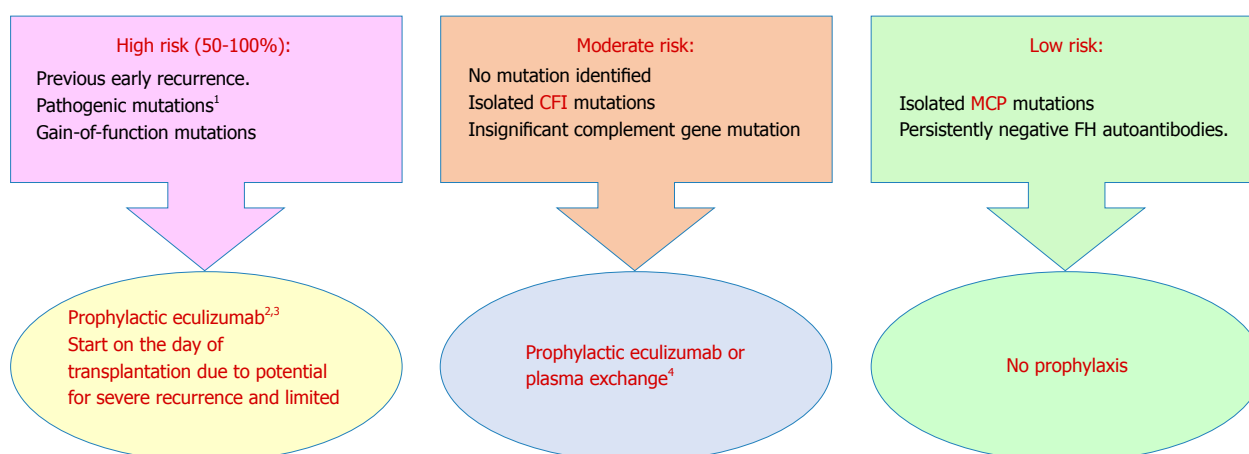 High risk (50-100%):
Previous early recurrence.
Pathogenic mutations¹
Gain-of-function mutations
Moderate risk:
No mutation identified
Isolated CFI mutations
Insignificant complement gene mutation
Low risk:
Isolated MCP mutations
Persistently negative FH autoantibodies.
Prophylactic eculizumab²,³
Start on the day of
transplantation due to potential
for severe recurrence and limited
Prophylactic eculizumab or
plasma exchange⁴
No prophylaxis